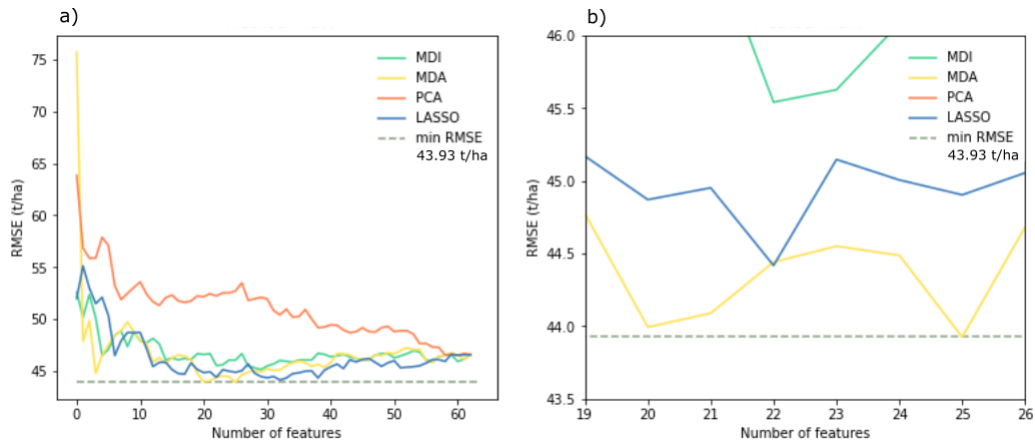 a)
75
70
65
60
55
50
45
RMSE (t/ha)
0 10 20 30 40 50 60
Number of features
MDI
MDA
PCA
LASSO
min RMSE
43.93 t/ha
b)
46.0
45.5
45.0
44.5
44.0
43.5
RMSE (t/ha)
19 20 21 22 23 24 25 26
Number of features
MDI
MDA
PCA
LASSO
min RMSE
43.93 t/ha